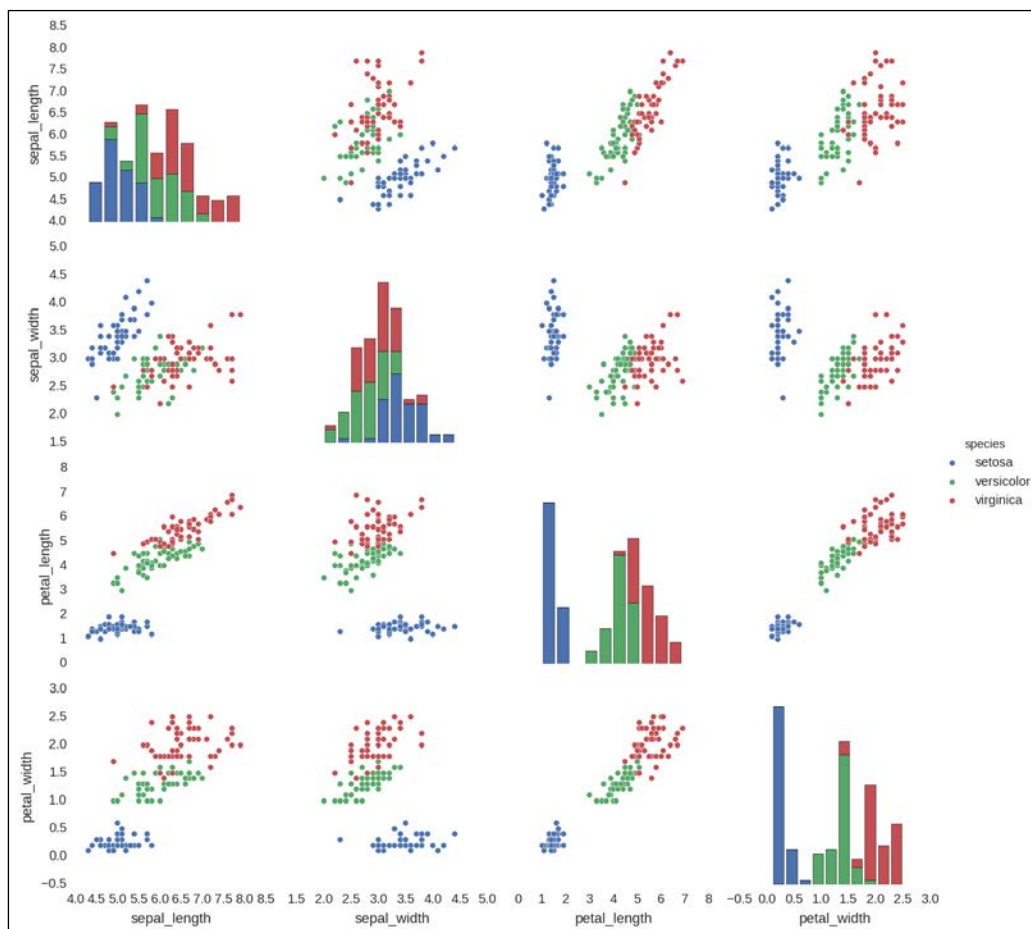 8.5
8.0
7.5
7.0
6.5
6.0
5.5
5.0
4.5
4.0
sepal_length
5.0
4.5
4.0
3.5
3.0
2.5
2.0
1.5
sepal_width
species
setosa
versicolor
virginica
8
7
6
5
4
3
2
1
0
petal_length
3.0
2.5
2.0
1.5
1.0
0.5
0.0
−0.5
petal_width
4.0 4.5 5.0 5.5 6.0 6.5 7.0 7.5 8.0 8.5
1.5 2.0 2.5 3.0 3.5 4.0 4.5 5.0
0 1 2 3 4 5 6 7 8
−0.5 0.0 0.5 1.0 1.5 2.0 2.5 3.0
sepal_length
sepal_width
petal_length
petal_width